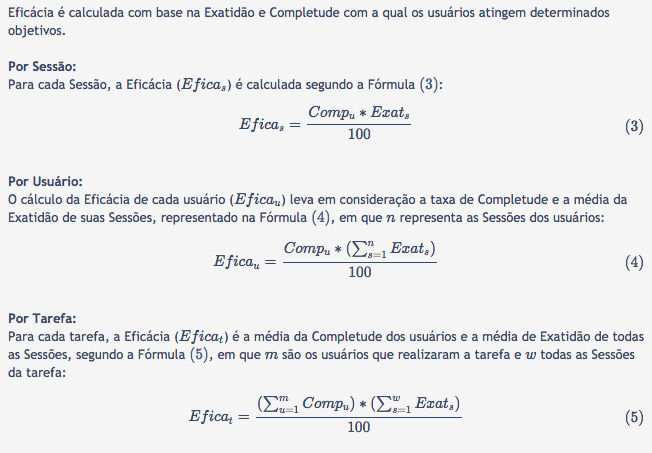 Eficácia é calculada com base na Exatidão e Completude com a qual os usuários atingem determinados
objetivos.
Por Sessão:
Para cada Sessão, a Eficácia (Efica_s) é calculada segundo a Fórmula (3):
Efica_s = \frac{Comp_u * Exat_s}{100} (3)
Por Usuário:
O cálculo da Eficácia de cada usuário (Efica_u) leva em consideração a taxa de Completude e a média da
Exatidão de suas Sessões, representado na Fórmula (4), em que n representa as Sessões dos usuários:
Efica_u = \frac{Comp_u * (\sum_{s=1}^{n} Exat_s)}{100} (4)
Por Tarefa:
Para cada tarefa, a Eficácia (Efica_t) é a média da Completude dos usuários e a média de Exatidão de todas
as Sessões, segundo a Fórmula (5), em que m são os usuários que realizaram a tarefa e w todas as Sessões
da tarefa:
Efica_t = \frac{(\sum_{u=1}^{m} Comp_u) * (\sum_{s=1}^{w} Exat_s)}{100} (5)